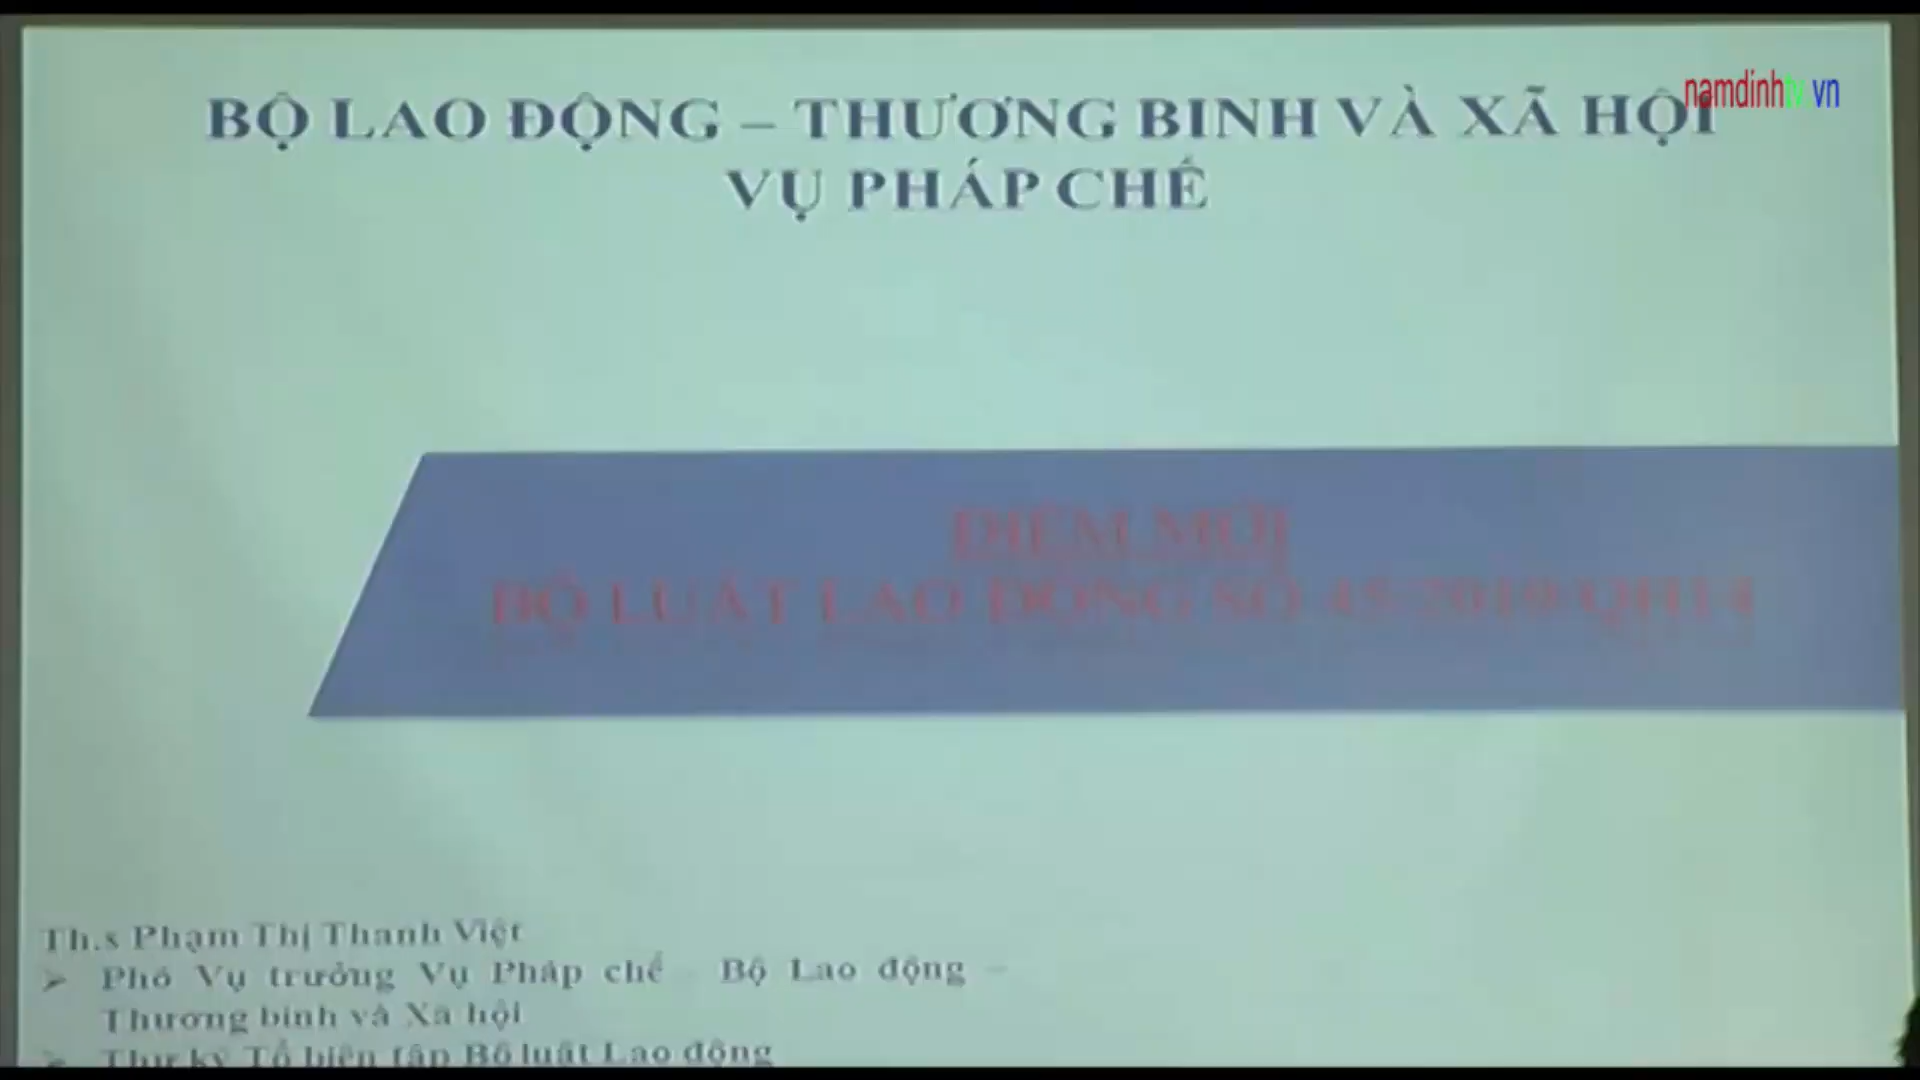 namdinhtv.vn
BỘ LAO ĐỘNG – THƯƠNG BINH VÀ XÃ HỘI
VỤ PHÁP CHẾ
ĐIỂM MỚI
BỘ LUẬT LAO ĐỘNG SỐ 45/2019/QH14
Th.s Phạm Thị Thanh Việt
➢ Phó Vụ trưởng Vụ Pháp chế - Bộ Lao động –
Thương binh và Xã hội
➢ Thư ký Tổ biên tập Bộ luật Lao động